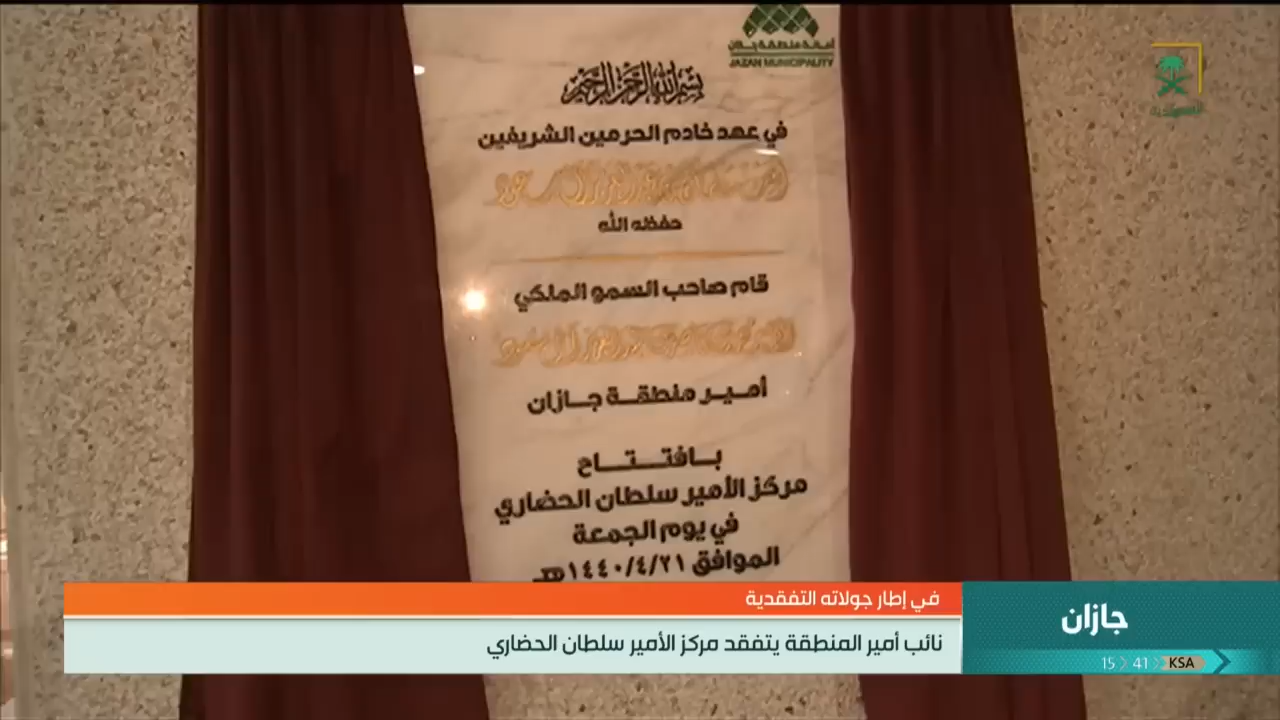 أمانة منطقة جازان
JAZAN MUNICIPALITY
بسم الله الرحمن الرحيم
في عهد خادم الحرمين الشريفين
حفظه الله
قام صاحب السمو الملكي
أمير منطقة جازان
بافتتاح
مركز الأمير سلطان الحضاري
في يوم الجمعة
الموافق ١٤٤٠/٤/٢١هـ
السعودية
في إطار جولاته التفقدية
نائب أمير المنطقة يتفقد مركز الأمير سلطان الحضاري
جازان
15 41 KSA